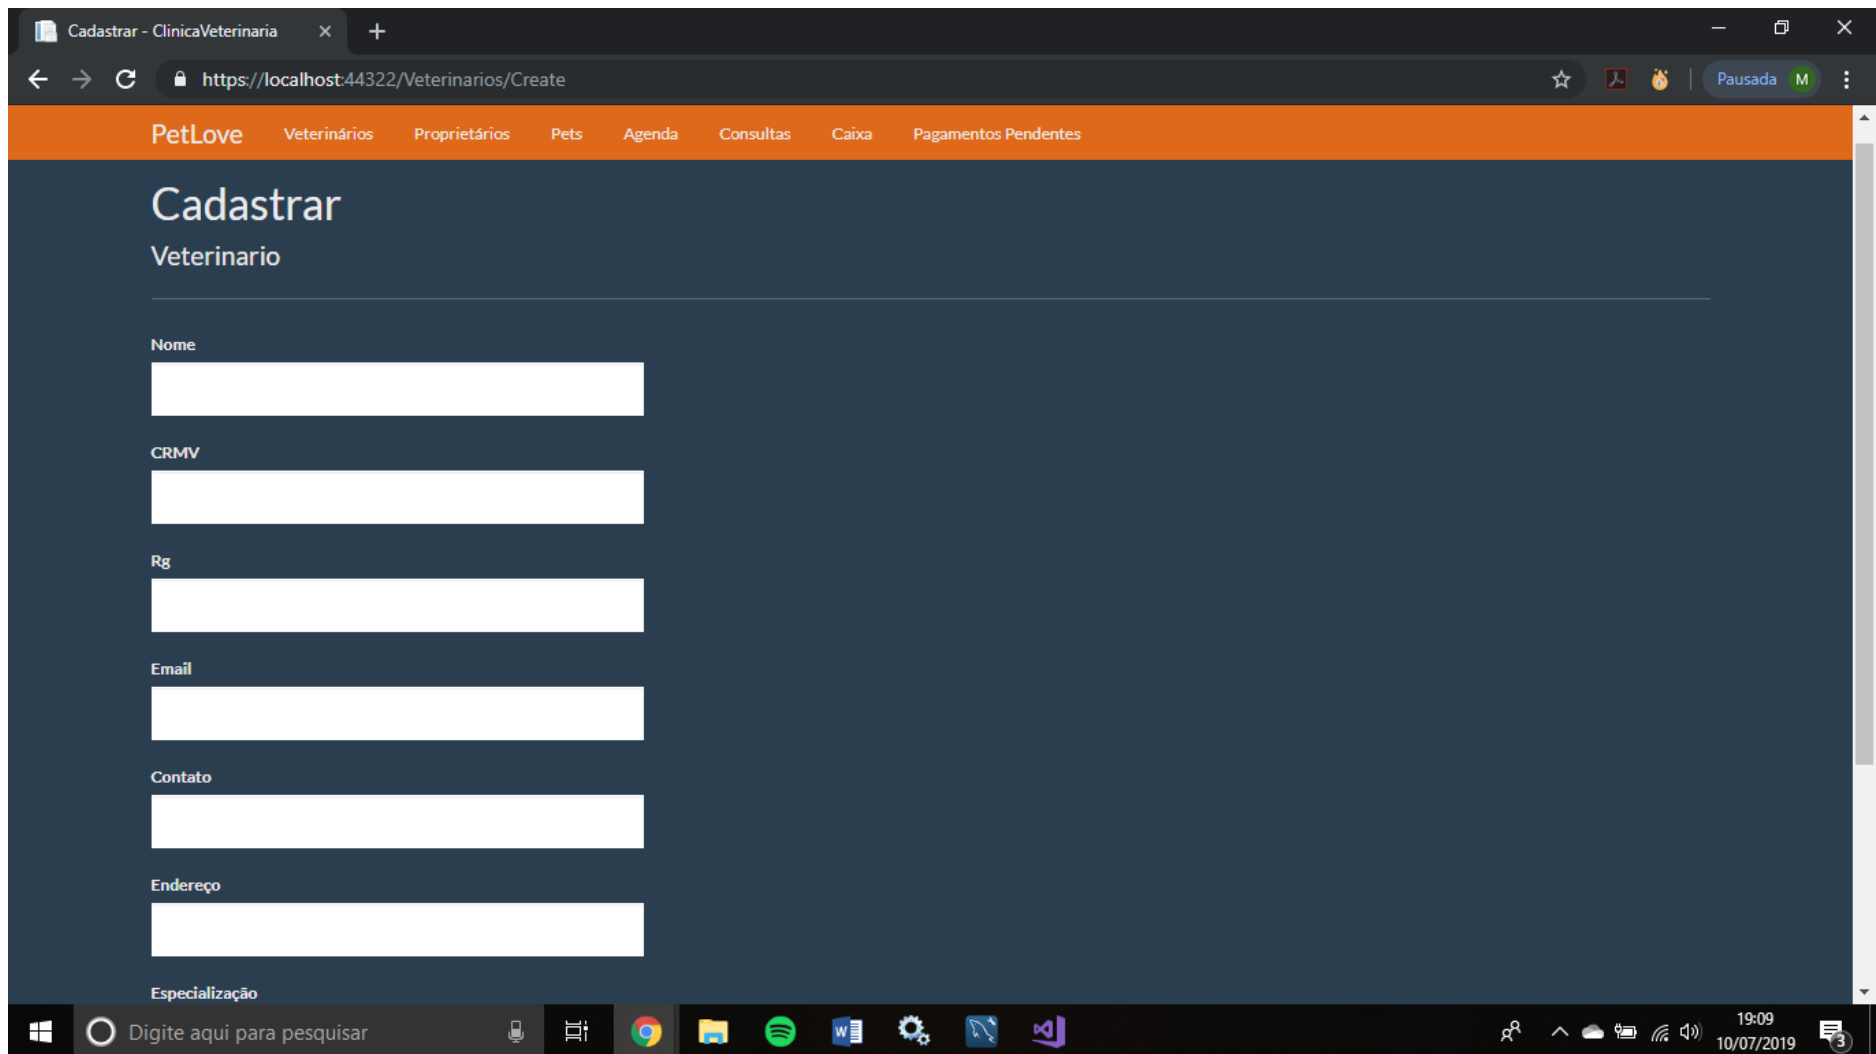 Cadastrar - ClinicaVeterinaria
https://localhost:44322/Veterinarios/Create
Pausada M
PetLove Veterinários Proprietários Pets Agenda Consultas Caixa Pagamentos Pendentes
Cadastrar
Veterinario
Nome
CRMV
Rg
Email
Contato
Endereço
Especialização
Digite aqui para pesquisar
19:09
10/07/2019
3